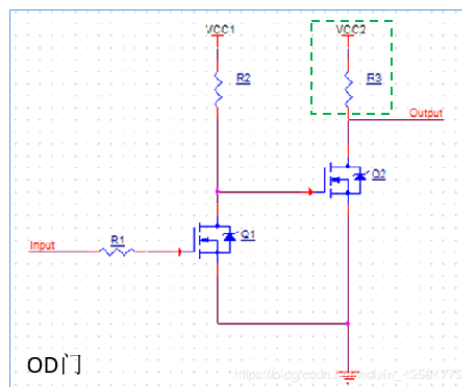 VCC1
VCC2
R2
R3
Output
Q2
Q1
Input
R1
OD门